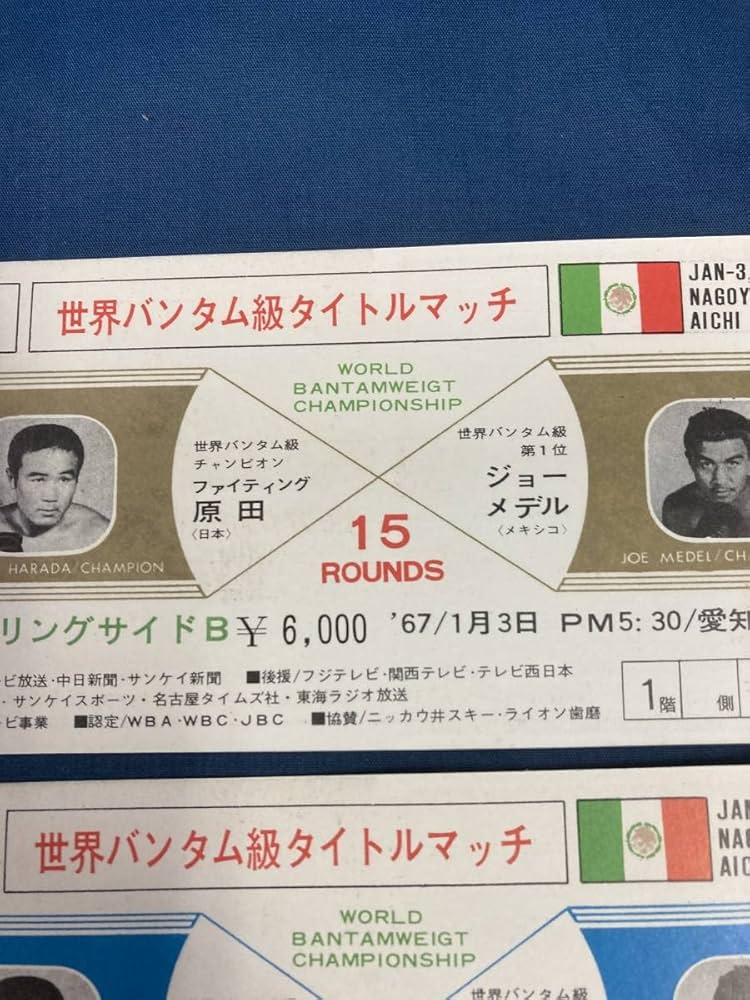 世界バンタム級タイトルマッチ
JAN-3,
NAGOY
AICHI
WORLD
BANTAMWEIGT
CHAMPIONSHIP
世界バンタム級
チャンピオン
ファイティング
原田
〈日本〉
世界バンタム級
第1位
ジョー
メデル
〈メキシコ〉
15
ROUNDS
HARADA/CHAMPION
JOE MEDEL/CH
リングサイドB ¥ 6,000 '67/1月3日 PM5:30/愛知
ビ放送・中日新聞・サンケイ新聞 ■後援/フジテレビ・関西テレビ・テレビ西日本
・サンケイスポーツ・名古屋タイムズ社・東海ラジオ放送
ビ事業 ■認定/WBA・WBC・JBC ■協賛/ニッカウ井スキー・ライオン歯磨
1階 側
世界バンタム級タイトルマッチ
JAN
NAG
AIC
WORLD
BANTAMWEIGT
CHAMPIONSHIP
世界バンタム級